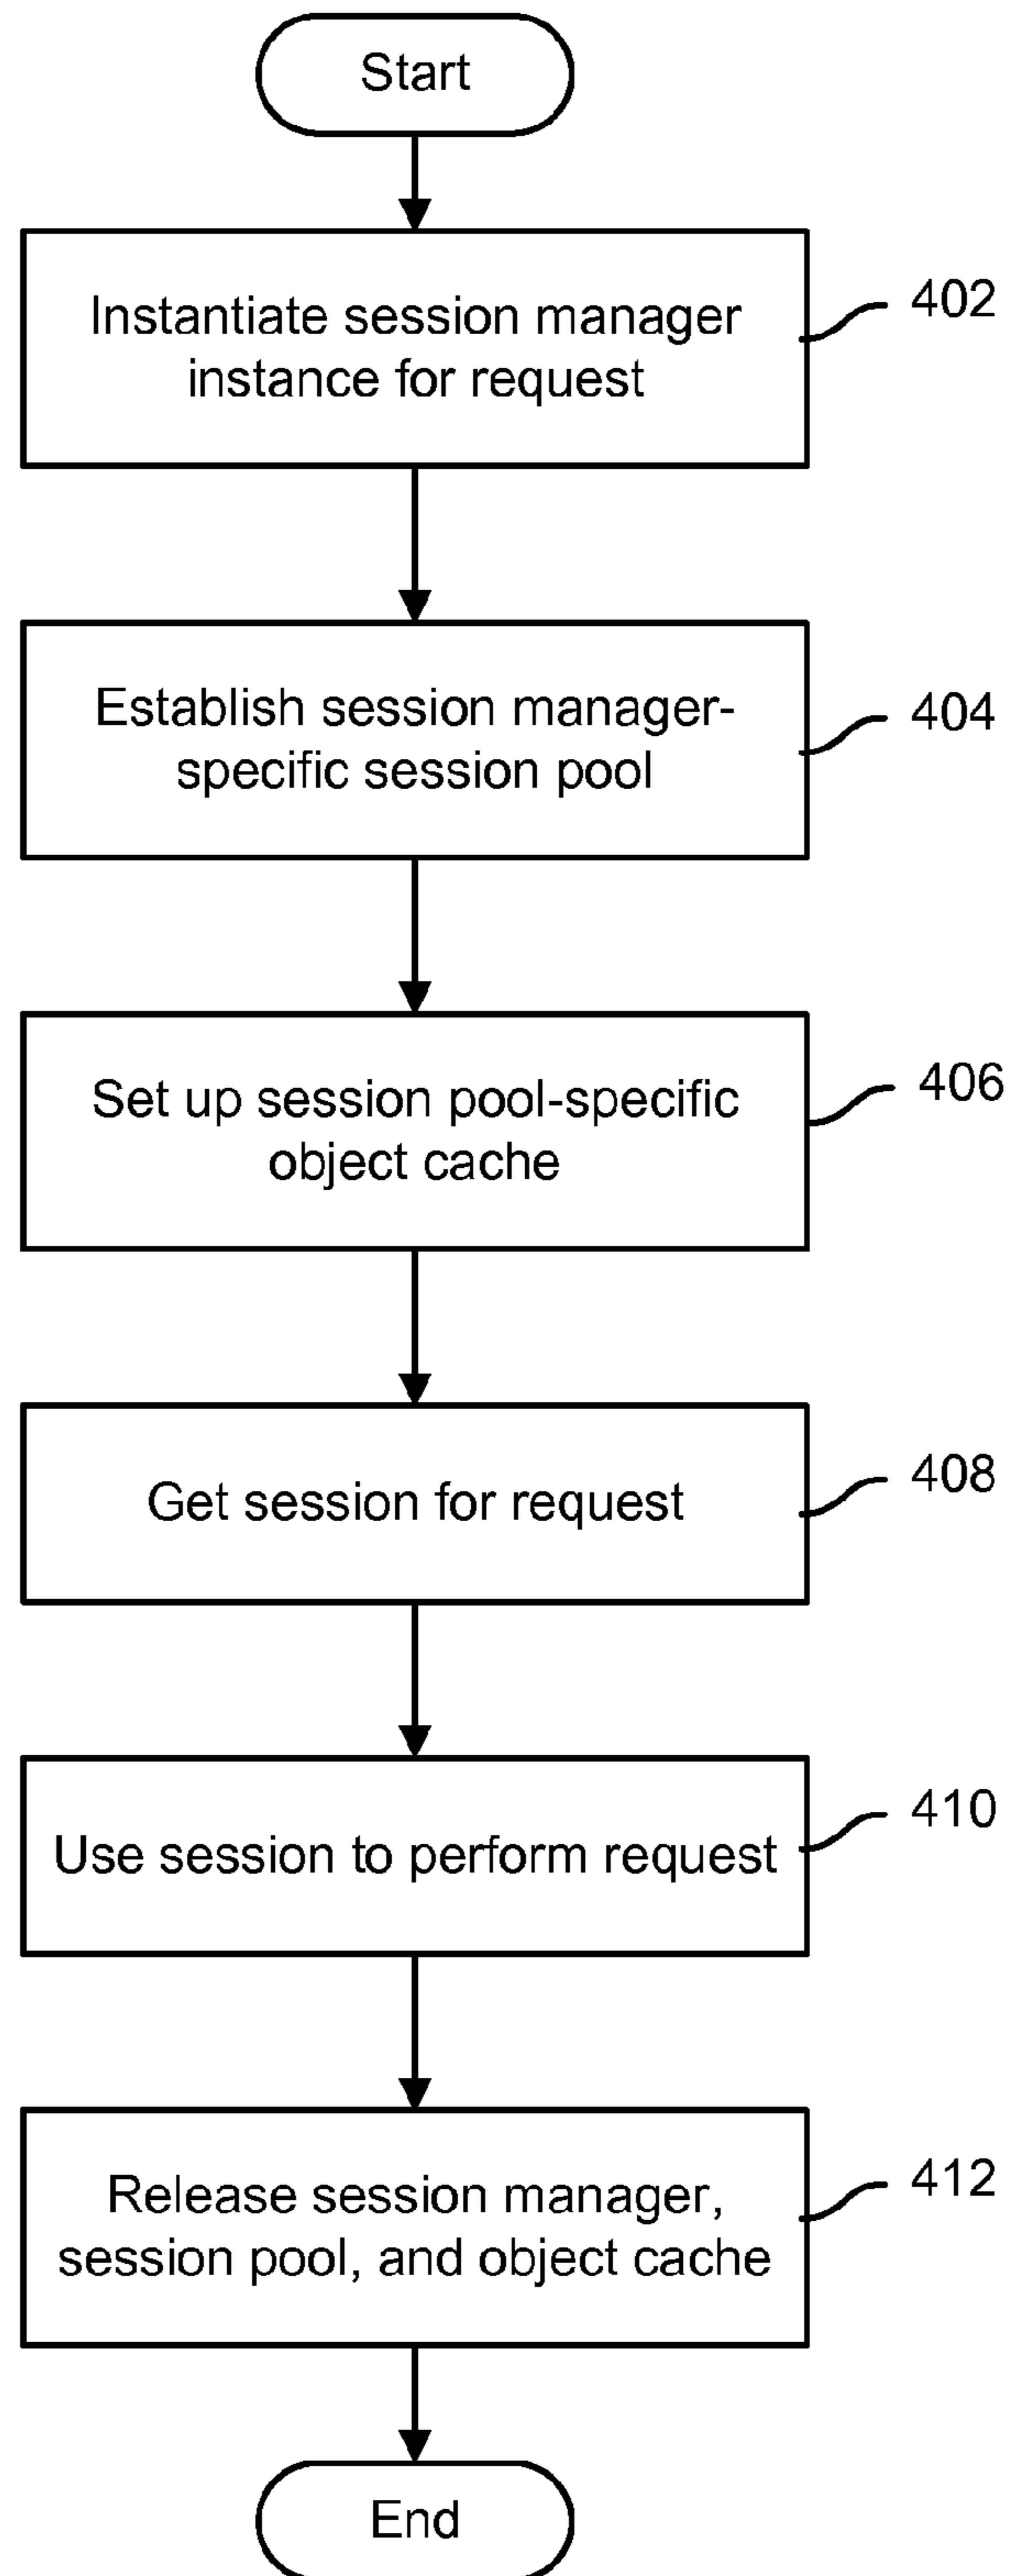 Start
Instantiate session manager
instance for request
402
Establish session manager-
specific session pool
404
Set up session pool-specific
object cache
406
Get session for request
408
Use session to perform request
410
Release session manager,
session pool, and object cache
412
End